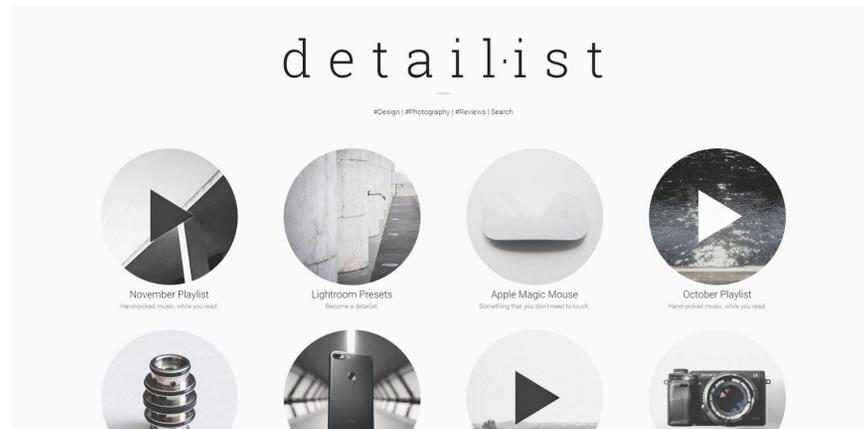 detail·ist
#Design | #Photography | #Reviews | Search
November Playlist
Hand-picked music, while you read.
Lightroom Presets
Become a detailist.
Apple Magic Mouse
Something that you don't need to touch.
October Playlist
Hand-picked music, while you read.
SONY